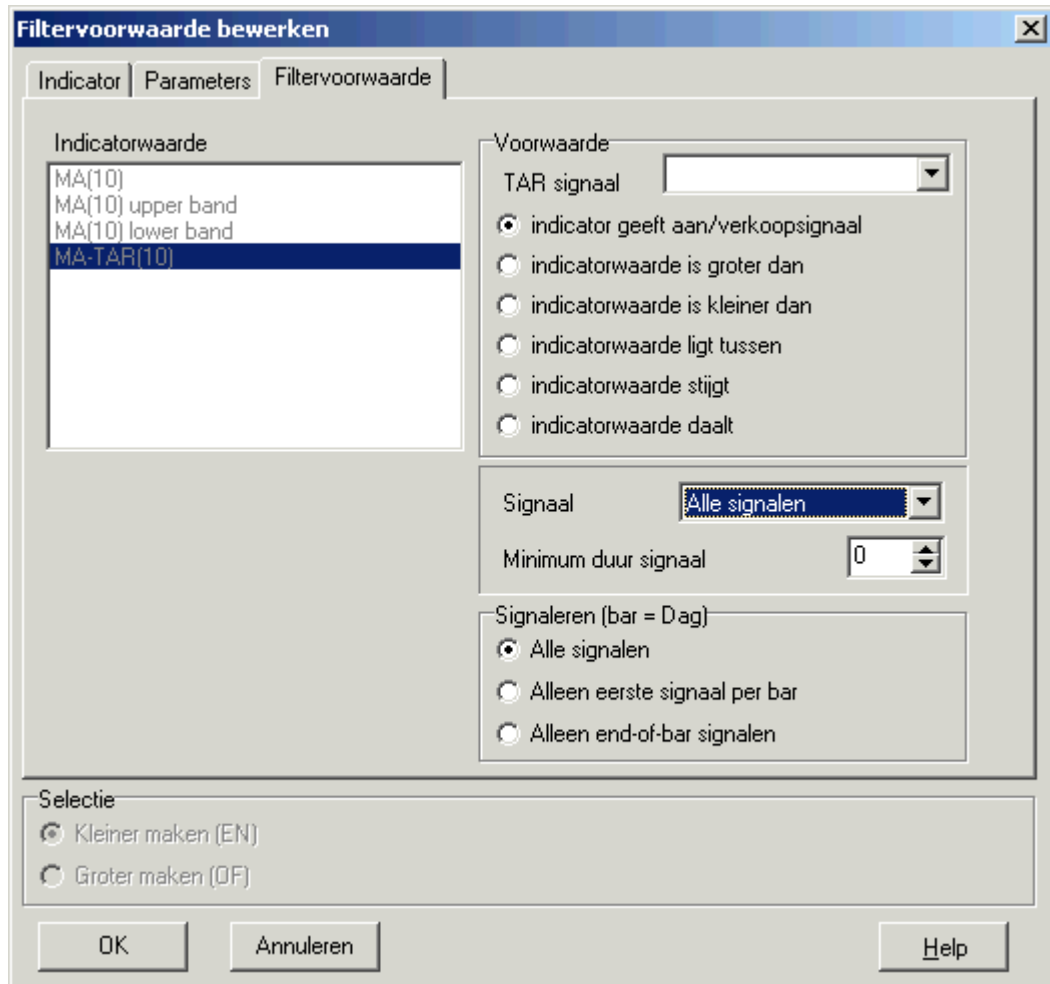 Filtervoorwaarde bewerken
Indicator
Parameters
Filtervoorwaarde
Indicatorwaarde
MA(10)
MA(10) upper band
MA(10) lower band
MA-TAR(10)
Voorwaarde
TAR signaal
indicator geeft aan/verkoopsignaal
indicatorwaarde is groter dan
indicatorwaarde is kleiner dan
indicatorwaarde ligt tussen
indicatorwaarde stijgt
indicatorwaarde daalt
Signaal
Alle signalen
Minimum duur signaal
0
Signaleren (bar = Dag)
Alle signalen
Alleen eerste signaal per bar
Alleen end-of-bar signalen
Selectie
Kleiner maken (EN)
Groter maken (OF)
OK
Annuleren
Help